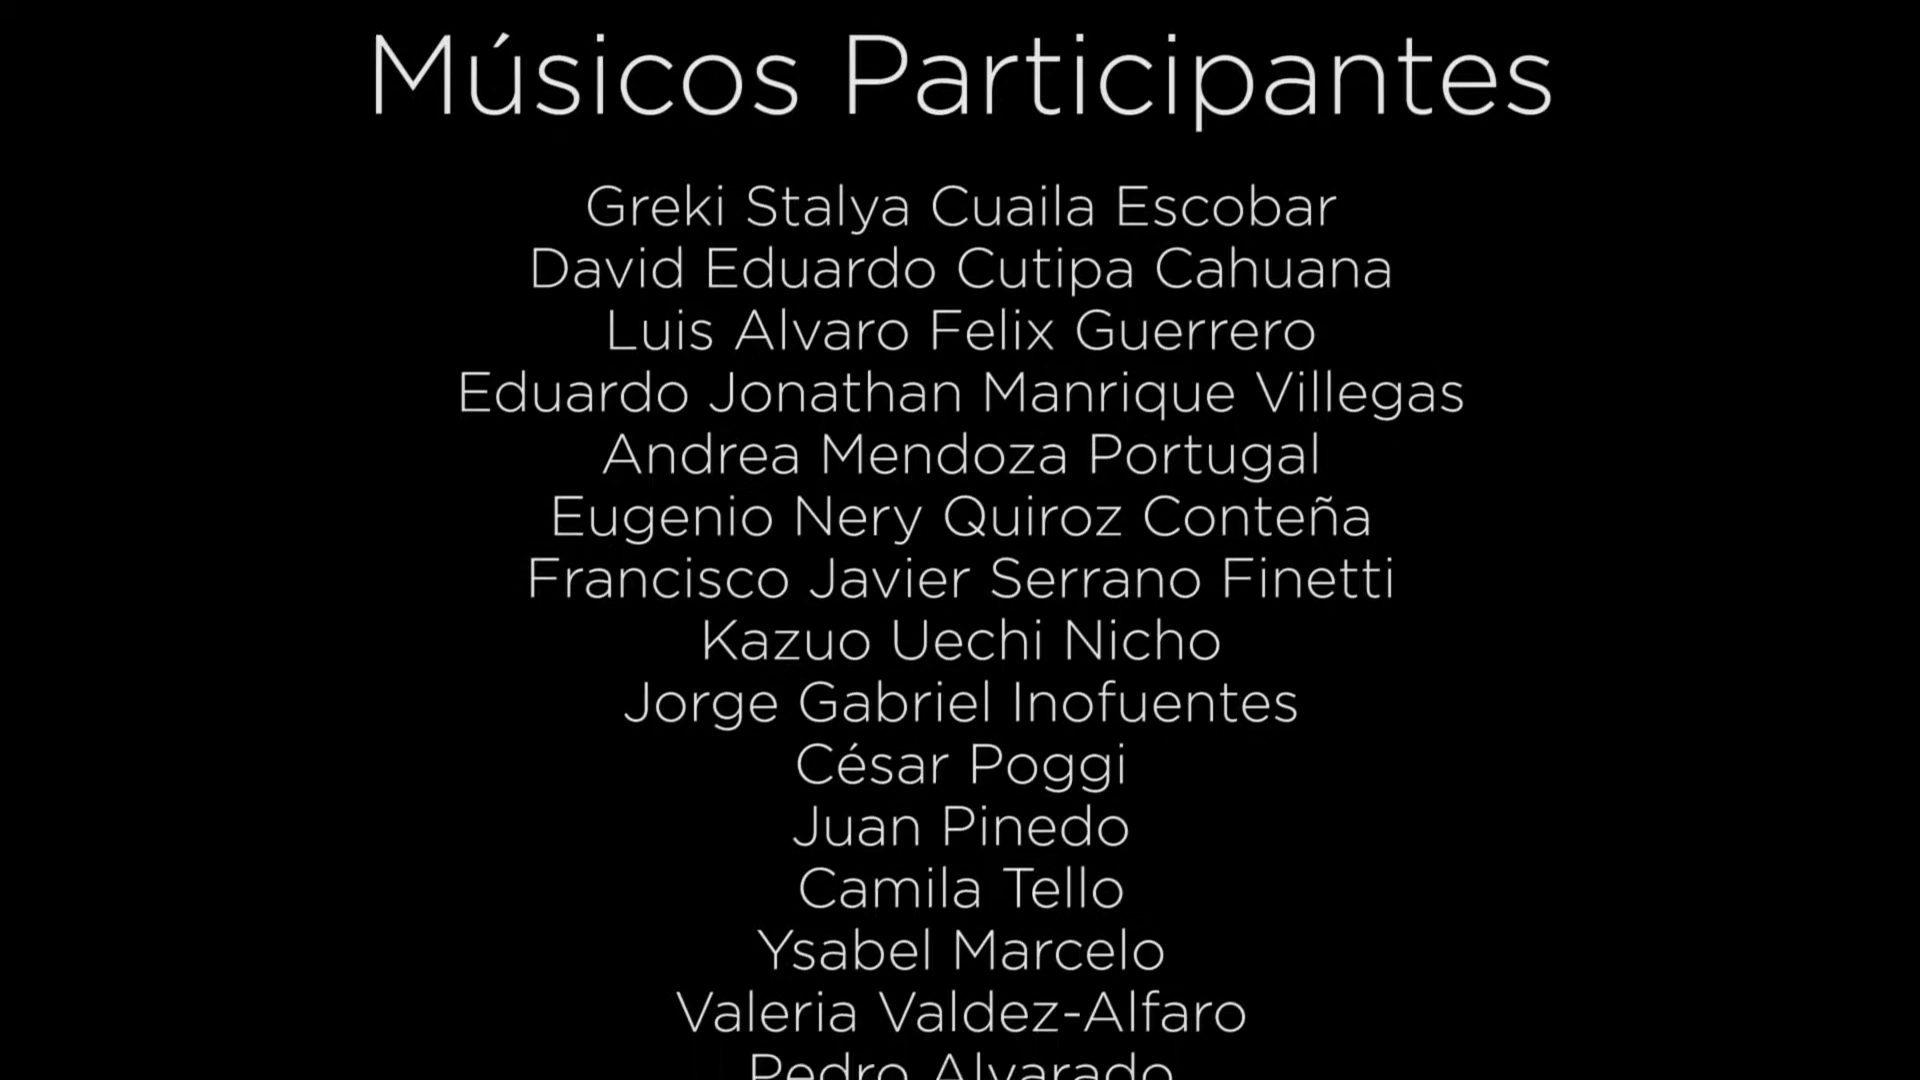 Músicos Participantes
Greki Stalya Cuaila Escobar
David Eduardo Cutipa Cahuana
Luis Alvaro Felix Guerrero
Eduardo Jonathan Manrique Villegas
Andrea Mendoza Portugal
Eugenio Nery Quiroz Conteña
Francisco Javier Serrano Finetti
Kazuo Uechi Nicho
Jorge Gabriel Inofuentes
César Poggi
Juan Pinedo
Camila Tello
Ysabel Marcelo
Valeria Valdez-Alfaro
Pedro Alvarado